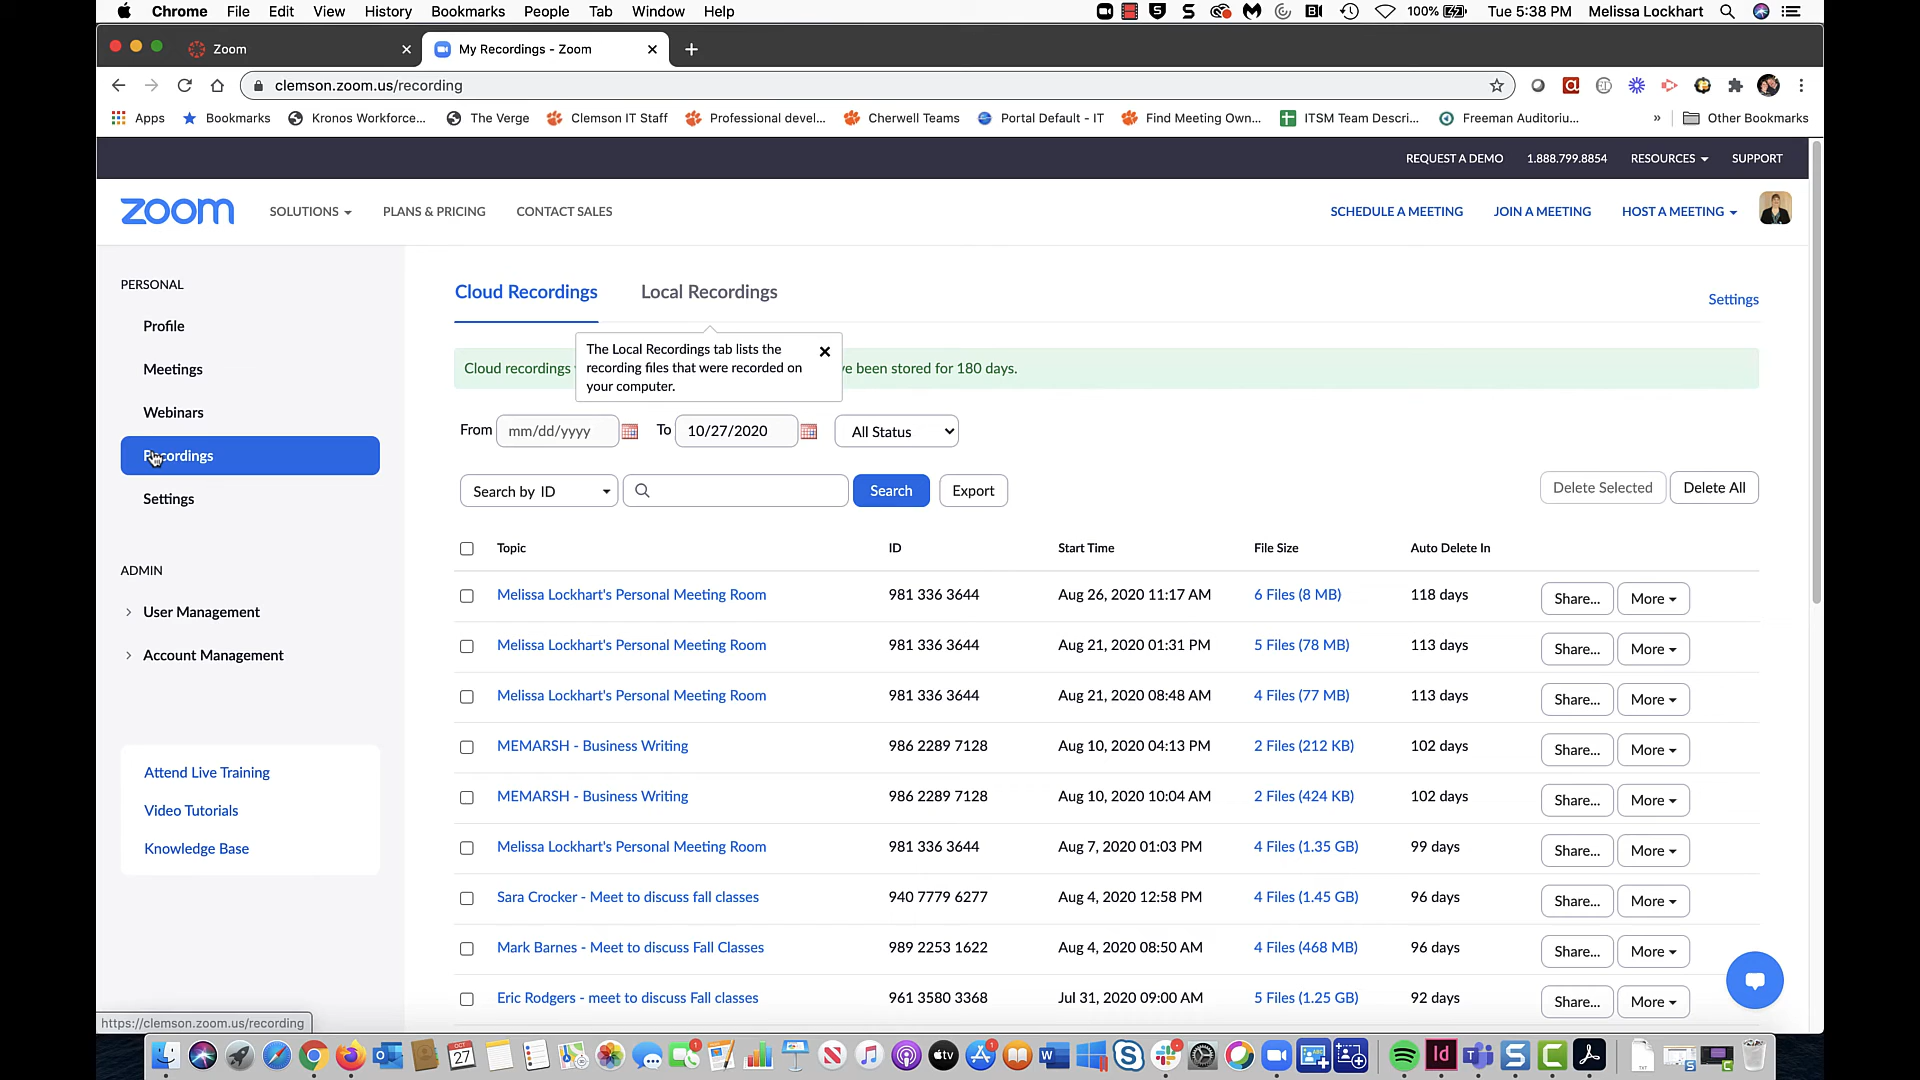 Chrome File Edit View History Bookmarks People Tab Window Help
100% Tue 5:38 PM Melissa Lockhart
Zoom
My Recordings - Zoom
clemson.zoom.us/recording
Apps Bookmarks Kronos Workforce... The Verge Clemson IT Staff Professional devel... Cherwell Teams Portal Default - IT Find Meeting Own... ITSM Team Descri... Freeman Auditoriu... » Other Bookmarks
REQUEST A DEMO 1.888.799.8854 RESOURCES SUPPORT
zoom SOLUTIONS PLANS & PRICING CONTACT SALES SCHEDULE A MEETING JOIN A MEETING HOST A MEETING
PERSONAL
Profile
Meetings
Webinars
Recordings
Settings
ADMIN
User Management
Account Management
Attend Live Training
Video Tutorials
Knowledge Base
Cloud Recordings Local Recordings Settings
The Local Recordings tab lists the
recording files that were recorded on
your computer.
Cloud recordings ve been stored for 180 days.
From mm/dd/yyyy To 10/27/2020 All Status
Search by ID Search Export Delete Selected Delete All
Topic ID Start Time File Size Auto Delete In
Melissa Lockhart's Personal Meeting Room 981 336 3644 Aug 26, 2020 11:17 AM 6 Files (8 MB) 118 days Share... More
Melissa Lockhart's Personal Meeting Room 981 336 3644 Aug 21, 2020 01:31 PM 5 Files (78 MB) 113 days Share... More
Melissa Lockhart's Personal Meeting Room 981 336 3644 Aug 21, 2020 08:48 AM 4 Files (77 MB) 113 days Share... More
MEMARSH - Business Writing 986 2289 7128 Aug 10, 2020 04:13 PM 2 Files (212 KB) 102 days Share... More
MEMARSH - Business Writing 986 2289 7128 Aug 10, 2020 10:04 AM 2 Files (424 KB) 102 days Share... More
Melissa Lockhart's Personal Meeting Room 981 336 3644 Aug 7, 2020 01:03 PM 4 Files (1.35 GB) 99 days Share... More
Sara Crocker - Meet to discuss fall classes 940 7779 6277 Aug 4, 2020 12:58 PM 4 Files (1.45 GB) 96 days Share... More
Mark Barnes - Meet to discuss Fall Classes 989 2253 1622 Aug 4, 2020 08:50 AM 4 Files (468 MB) 96 days Share... More
Eric Rodgers - meet to discuss Fall classes 961 3580 3368 Jul 31, 2020 09:00 AM 5 Files (1.25 GB) 92 days Share... More
https://clemson.zoom.us/recording
OCT
27
tv
Id